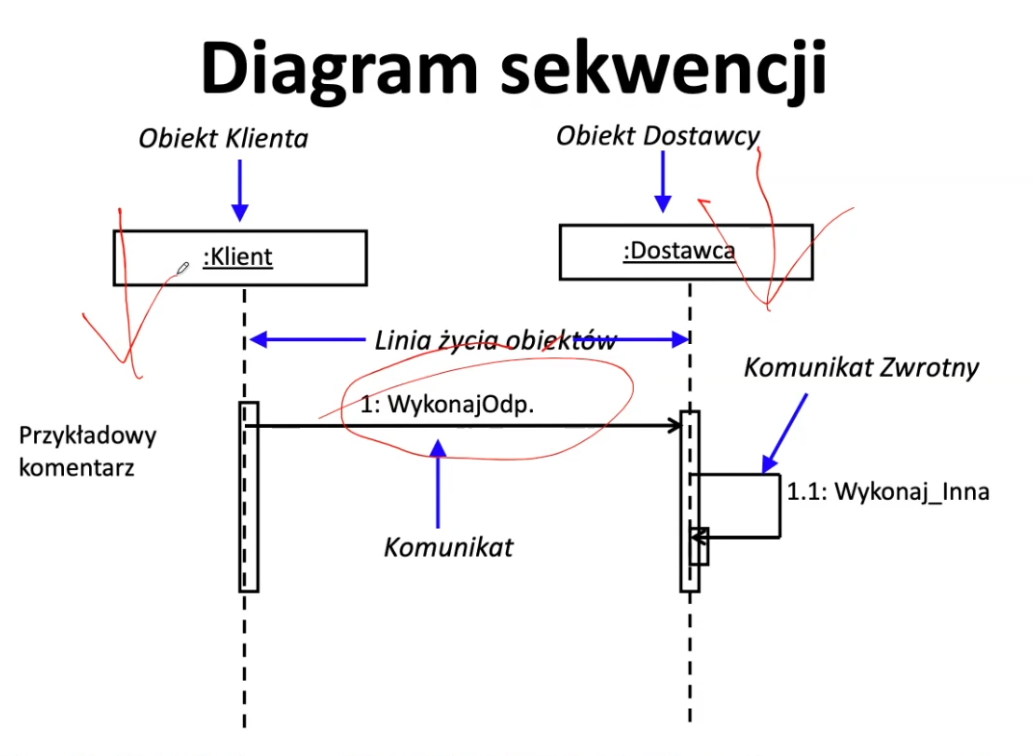 Diagram sekwencji
Obiekt Klienta
Obiekt Dostawcy
:Klient
:Dostawca
Linia życia obiektów
Komunikat Zwrotny
1: WykonajOdp.
Przykładowy
komentarz
1.1: Wykonaj_Inna
Komunikat